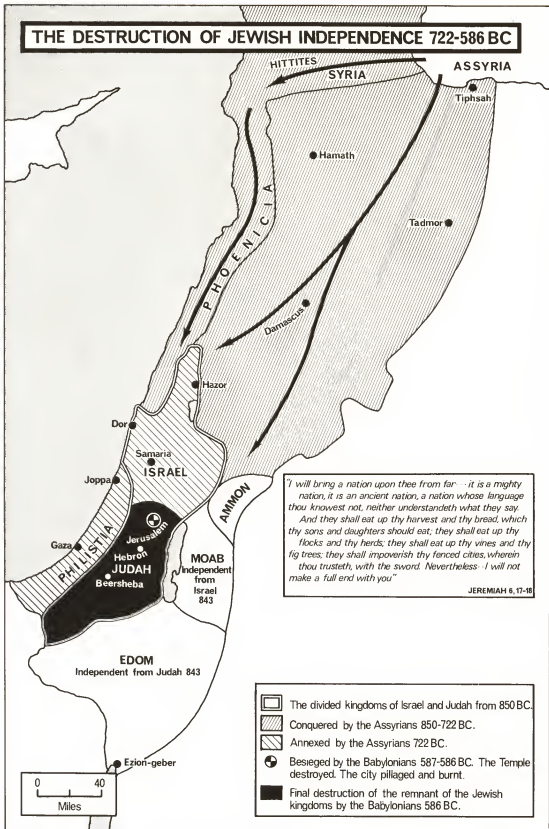 THE DESTRUCTION OF JEWISH INDEPENDENCE 722-586 BC
HITTITES
SYRIA
ASSYRIA
Tiphsah
Hamath
Tadmor
PHOENICIA
Damascus
Hazor
Dor
Samaria
ISRAEL
Joppa
AMMON
PHILISTIA
Jerusalem
Gaza
Hebron
JUDAH
Beersheba
MOAB
Independent
from
Israel
843
EDOM
Independent from Judah 843
Ezion-geber
0 40
Miles
"I will bring a nation upon thee from far··· it is a mighty
nation, it is an ancient nation, a nation whose language
thou knowest not, neither understandeth what they say.
And they shall eat up thy harvest and thy bread, which
thy sons and daughters should eat; they shall eat up thy
flocks and thy herds; they shall eat up thy vines and thy
fig trees; they shall impoverish thy fenced cities, wherein
thou trusteth, with the sword. Nevertheless··· I will not
make a full end with you"
JEREMIAH 6, 17-18
The divided kingdoms of Israel and Judah from 850 BC.
Conquered by the Assyrians 850-722 BC.
Annexed by the Assyrians 722 BC.
Besieged by the Babylonians 587-586 BC. The Temple
destroyed. The city pillaged and burnt.
Final destruction of the remnant of the Jewish
kingdoms by the Babylonians 586 BC.